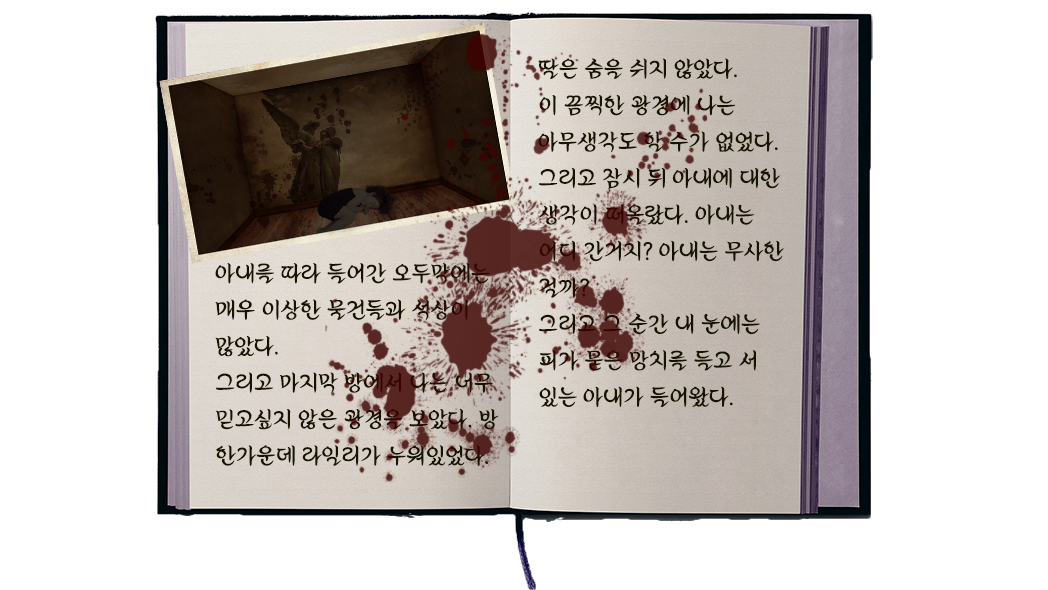 아내를 따라 들어간 오두막에는
매우 이상한 물건들과 석상이
많았다.
그리고 마지막 방에서 나는 너무
믿고싶지 않은 광경을 보았다. 방
한가운데 라일리가 누워있었다.
딸은 숨을 쉬지 않았다.
이 끔찍한 광경에 나는
아무생각도 할 수가 없었다.
그리고 잠시 뒤 아내에 대한
생각이 떠올랐다. 아내는
어디 간거지? 아내는 무사한
걸까?
그리고 그 순간 내 눈에는
피가 묻은 망치를 들고 서
있는 아내가 들어왔다.